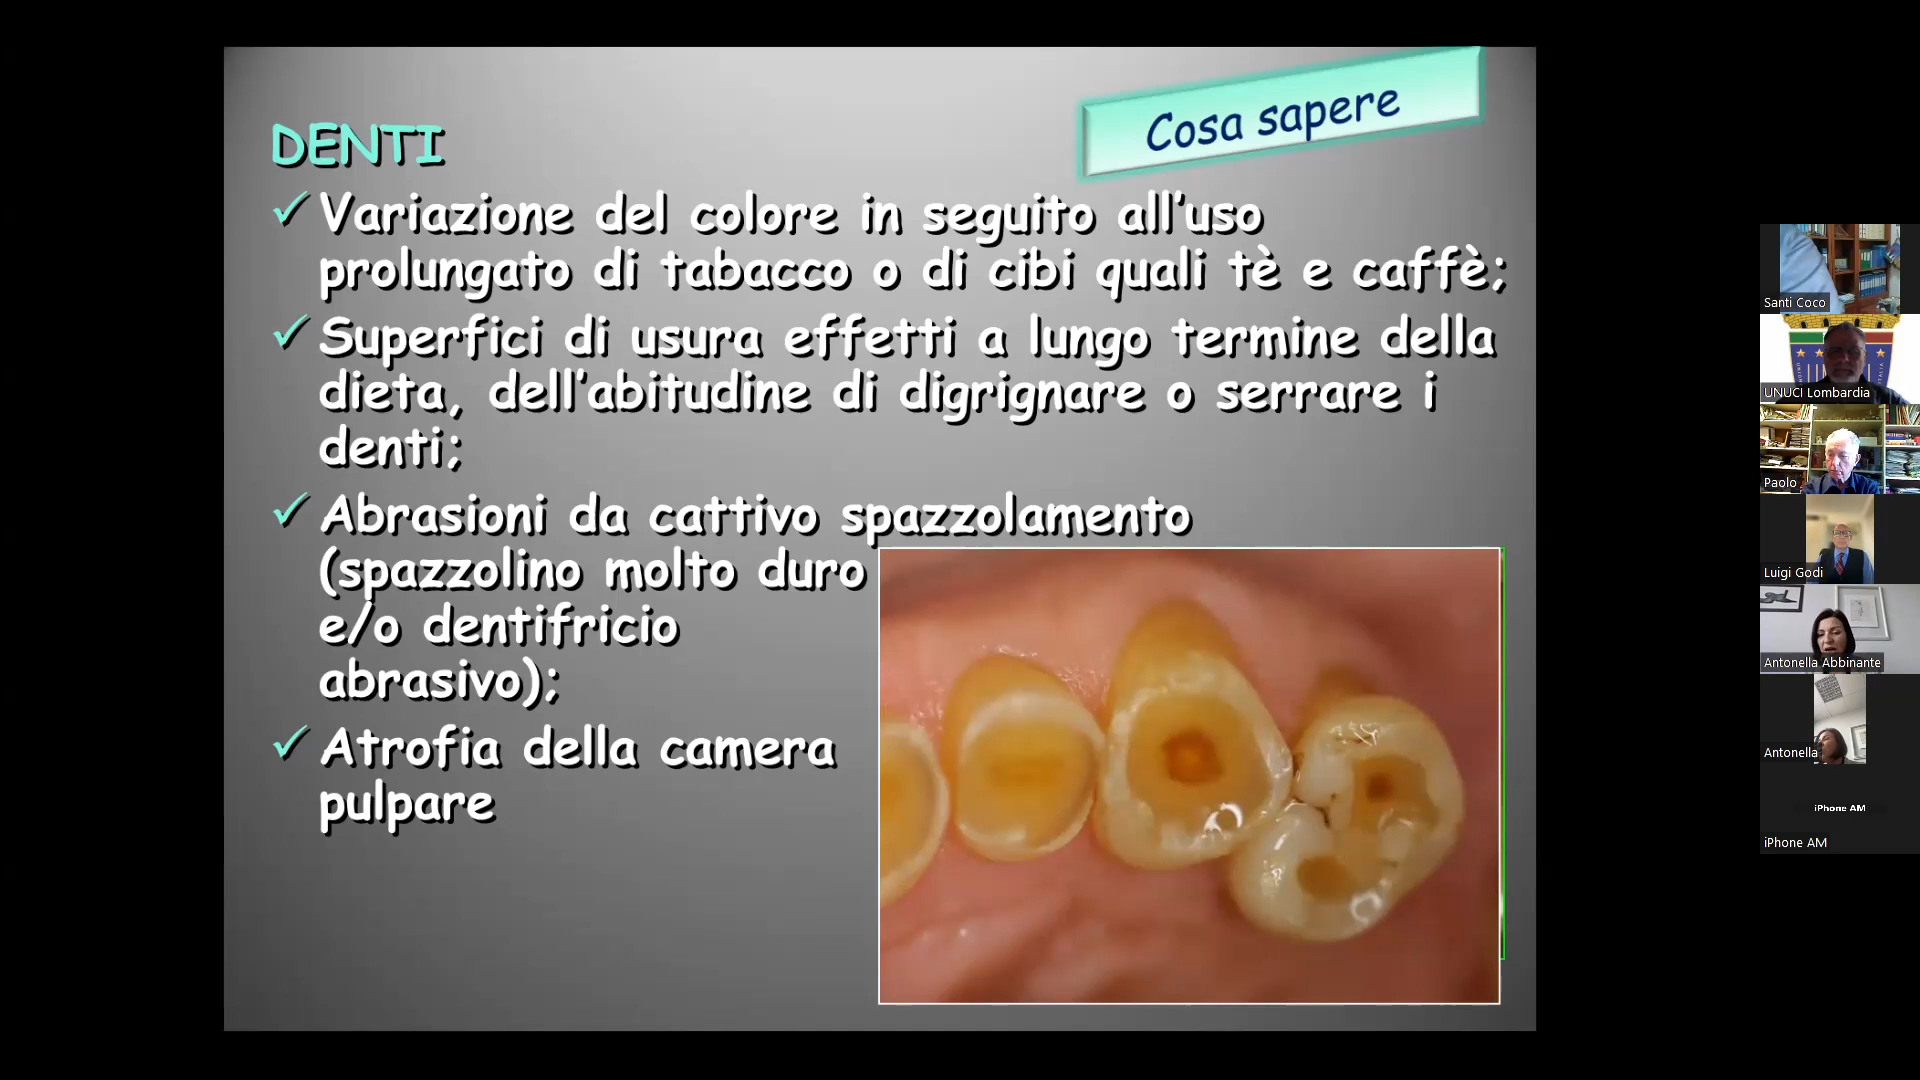 Cosa sapere
DENTI
✓ Variazione del colore in seguito all'uso
prolungato di tabacco o di cibi quali tè e caffè;
✓ Superfici di usura effetti a lungo termine della
dieta, dell'abitudine di digrignare o serrare i
denti;
✓ Abrasioni da cattivo spazzolamento
(spazzolino molto duro
e/o dentifricio
abrasivo);
✓ Atrofia della camera
pulpare
Santi Coco
UNUCI Lombardia
Paolo
Luigi Godi
Antonella Abbinante
Antonella
iPhone AM
iPhone AM